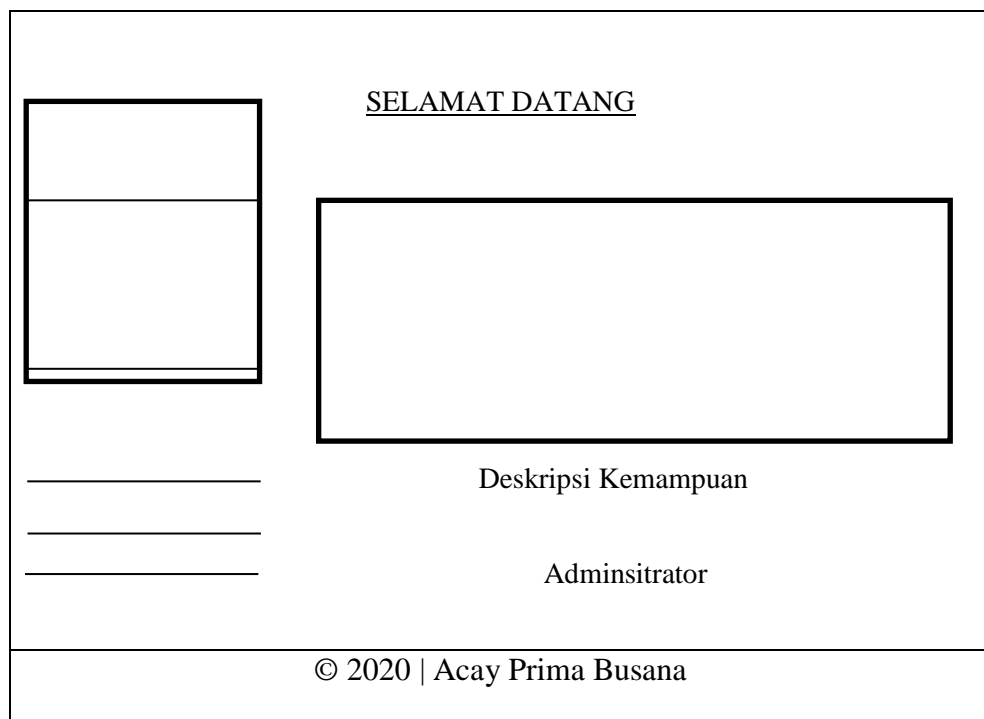 SELAMAT DATANG
Deskripsi Kemampuan
Adminsitrator
© 2020 | Acay Prima Busana